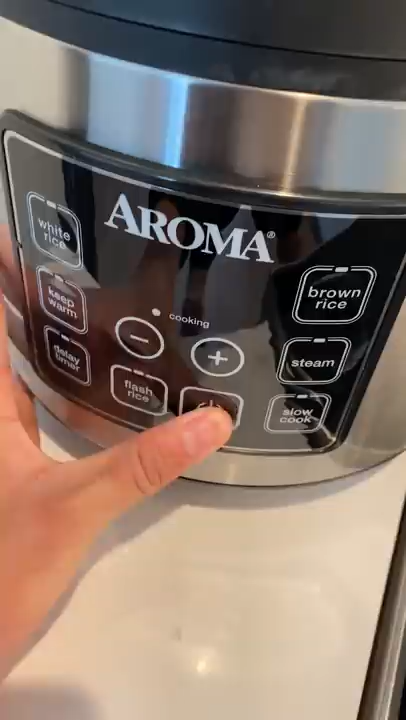 AROMA®
white
rice
keep
warm
delay
timer
cooking
flash
rice
brown
rice
steam
slow
cook